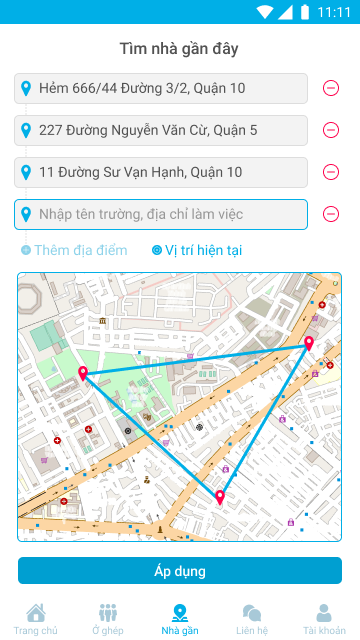 11:11
Tìm nhà gần đây
Hẻm 666/44 Đường 3/2, Quận 10
227 Đường Nguyễn Văn Cừ, Quận 5
11 Đường Sư Vạn Hạnh, Quận 10
Nhập tên trường, địa chỉ làm việc
Thêm địa điểm
Vị trí hiện tại
Áp dụng
Trang chủ
Ở ghép
Nhà gần
Liên hệ
Tài khoản